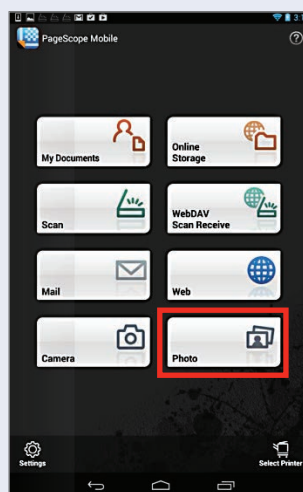 PageScope Mobile
My Documents
Online
Storage
Scan
WebDAV
Scan Receive
Mail
Web
Camera
Photo
Settings
Select Printer